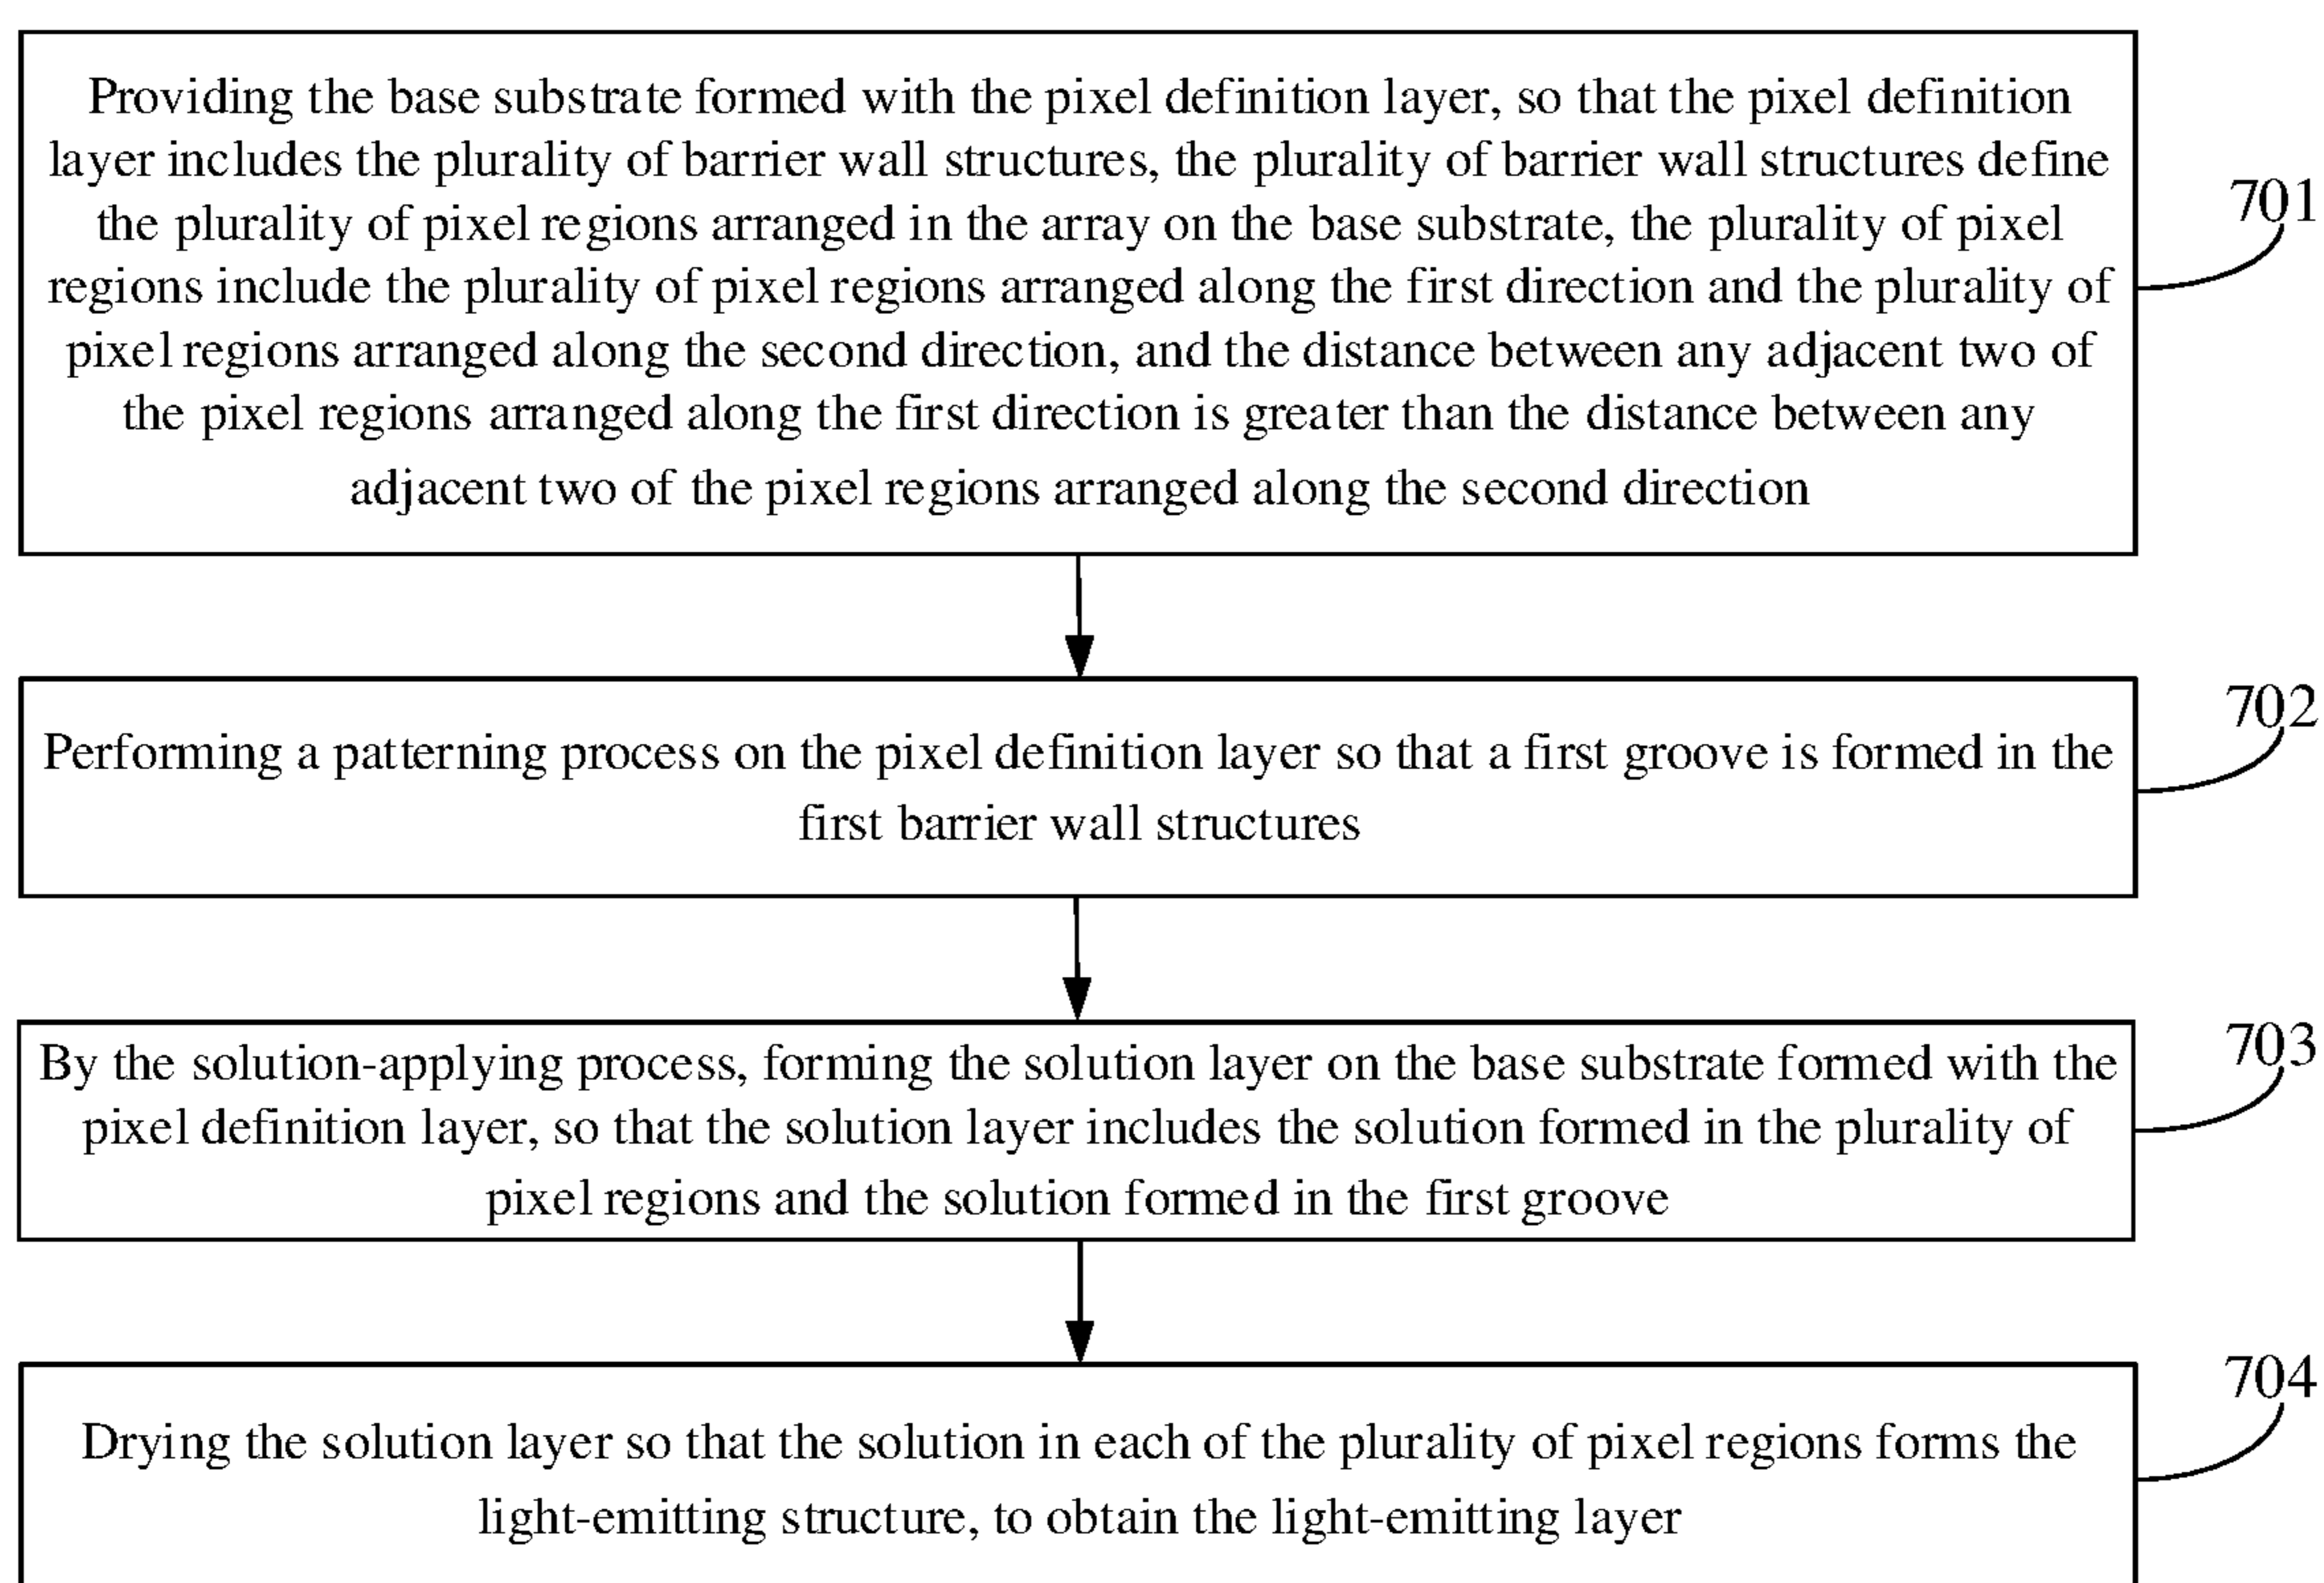 Providing the base substrate formed with the pixel definition layer, so that the pixel definition
layer includes the plurality of barrier wall structures, the plurality of barrier wall structures define
the plurality of pixel regions arranged in the array on the base substrate, the plurality of pixel
regions include the plurality of pixel regions arranged along the first direction and the plurality of
pixel regions arranged along the second direction, and the distance between any adjacent two of
the pixel regions arranged along the first direction is greater than the distance between any
adjacent two of the pixel regions arranged along the second direction
701
Performing a patterning process on the pixel definition layer so that a first groove is formed in the
first barrier wall structures
702
By the solution-applying process, forming the solution layer on the base substrate formed with the
pixel definition layer, so that the solution layer includes the solution formed in the plurality of
pixel regions and the solution formed in the first groove
703
Drying the solution layer so that the solution in each of the plurality of pixel regions forms the
light-emitting structure, to obtain the light-emitting layer
704